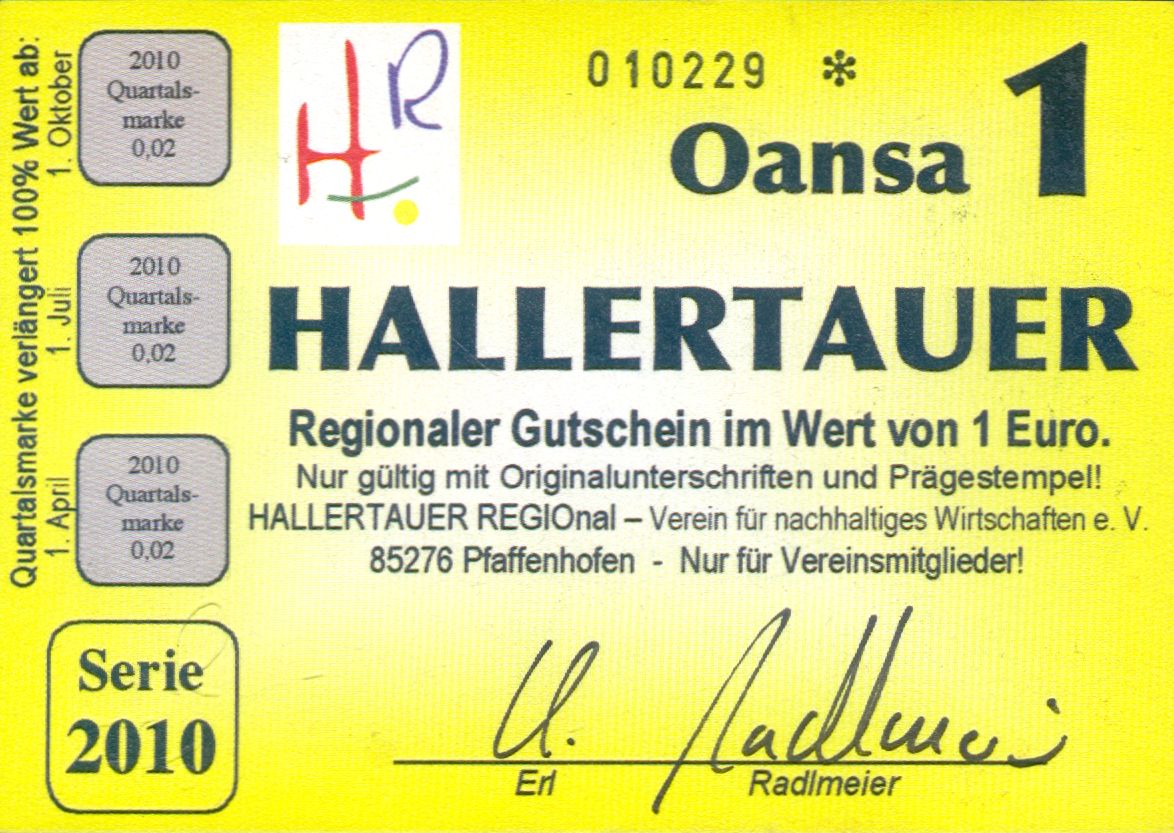 Quartalsmarke verlängert 100% Wert ab:
1. Oktober
2010
Quartals-
marke
0,02
1. Juli
2010
Quartals-
marke
0,02
1. April
2010
Quartals-
marke
0,02
Serie
2010
HR
010229 *
Oansa 1
HALLERTAUER
Regionaler Gutschein im Wert von 1 Euro.
Nur gültig mit Originalunterschriften und Prägestempel!
HALLERTAUER REGIOnal – Verein für nachhaltiges Wirtschaften e. V.
85276 Pfaffenhofen - Nur für Vereinsmitglieder!
Radlmeier
Erl Radlmeier